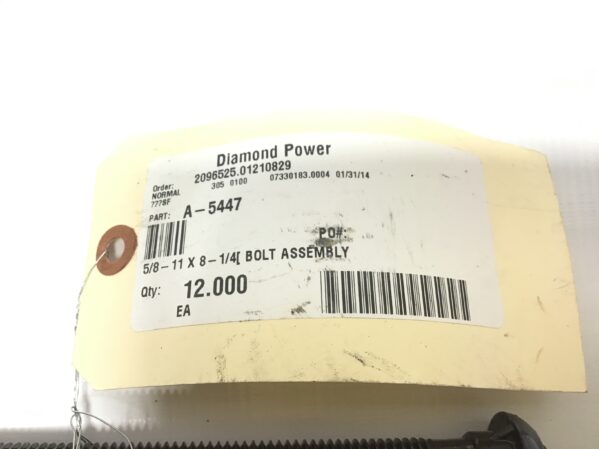 Diamond Power
Order: 2096525.01210829
NORMAL 305 0100 07330183.0004 01/31/14
???8F
PART: A-5447
PO#:
5/8-11 X 8-1/4[ BOLT ASSEMBLY
Qty: 12.000
EA